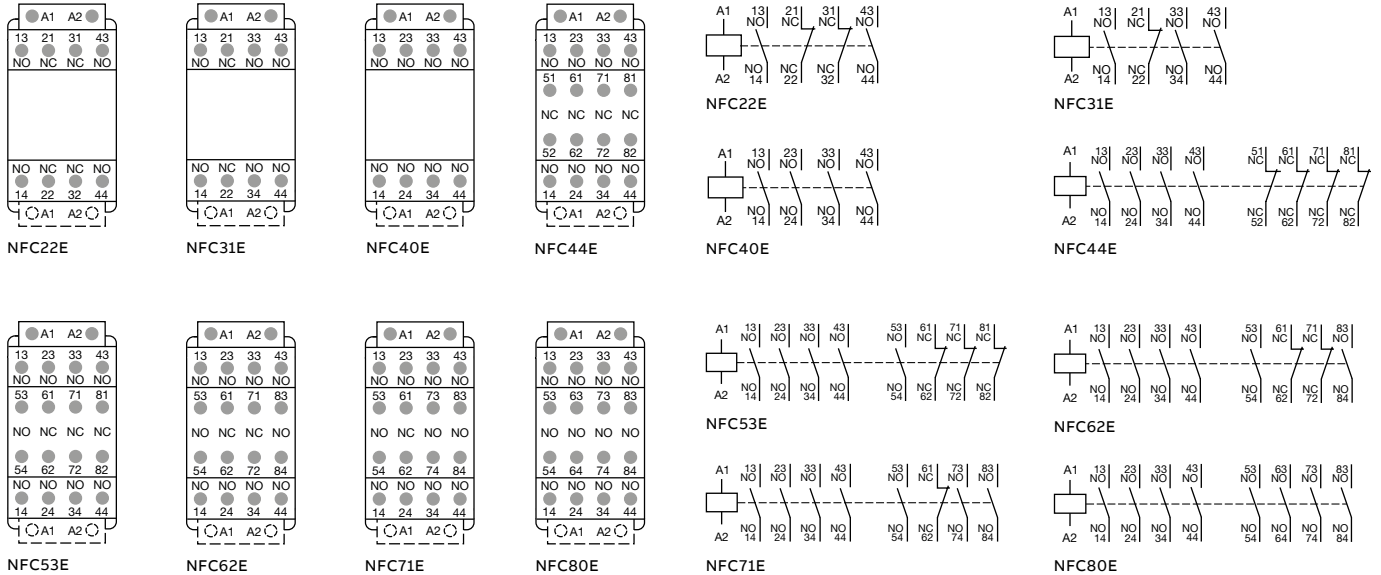 A1 A2
13 21 31 43
NO NC NC NO
NO NC NC NO
14 22 32 44
A1 A2
NFC22E
A1 A2
13 21 33 43
NO NC NO NO
NO NC NO NO
14 22 34 44
A1 A2
NFC31E
A1 A2
13 23 33 43
NO NO NO NO
NO NO NO NO
14 24 34 44
A1 A2
NFC40E
A1 A2
13 23 33 43
NO NO NO NO
51 61 71 81
NC NC NC NC
52 62 72 82
NO NO NO NO
14 24 34 44
A1 A2
NFC44E
A1 13 21 31 43
NO NC NC NO
NO NC NC NO
A2 14 22 32 44
NFC22E
A1 13 21 33 43
NO NC NO NO
NO NC NO NO
A2 14 22 34 44
NFC31E
A1 13 23 33 43
NO NO NO NO
NO NO NO NO
A2 14 24 34 44
NFC40E
A1 13 23 33 43 51 61 71 81
NO NO NO NO NC NC NC NC
NO NO NO NO NC NC NC NC
A2 14 24 34 44 52 62 72 82
NFC44E
A1 A2
13 23 33 43
NO NO NO NO
53 61 71 81
NO NC NC NC
54 62 72 82
NO NO NO NO
14 24 34 44
A1 A2
NFC53E
A1 A2
13 23 33 43
NO NO NO NO
53 61 71 83
NO NC NC NO
54 62 72 84
NO NO NO NO
14 24 34 44
A1 A2
NFC62E
A1 A2
13 23 33 43
NO NO NO NO
53 61 73 83
NO NC NO NO
54 62 74 84
NO NO NO NO
14 24 34 44
A1 A2
NFC71E
A1 A2
13 23 33 43
NO NO NO NO
53 63 73 83
NO NO NO NO
54 64 74 84
NO NO NO NO
14 24 34 44
A1 A2
NFC80E
A1 13 23 33 43 53 61 71 81
NO NO NO NO NO NC NC NC
NO NO NO NO NO NC NC NC
A2 14 24 34 44 54 62 72 82
NFC53E
A1 13 23 33 43 53 61 71 83
NO NO NO NO NO NC NC NO
NO NO NO NO NO NC NC NO
A2 14 24 34 44 54 62 72 84
NFC62E
A1 13 23 33 43 53 61 73 83
NO NO NO NO NO NC NO NO
NO NO NO NO NO NC NO NO
A2 14 24 34 44 54 62 74 84
NFC71E
A1 13 23 33 43 53 63 73 83
NO NO NO NO NO NO NO NO
NO NO NO NO NO NO NO NO
A2 14 24 34 44 54 64 74 84
NFC80E